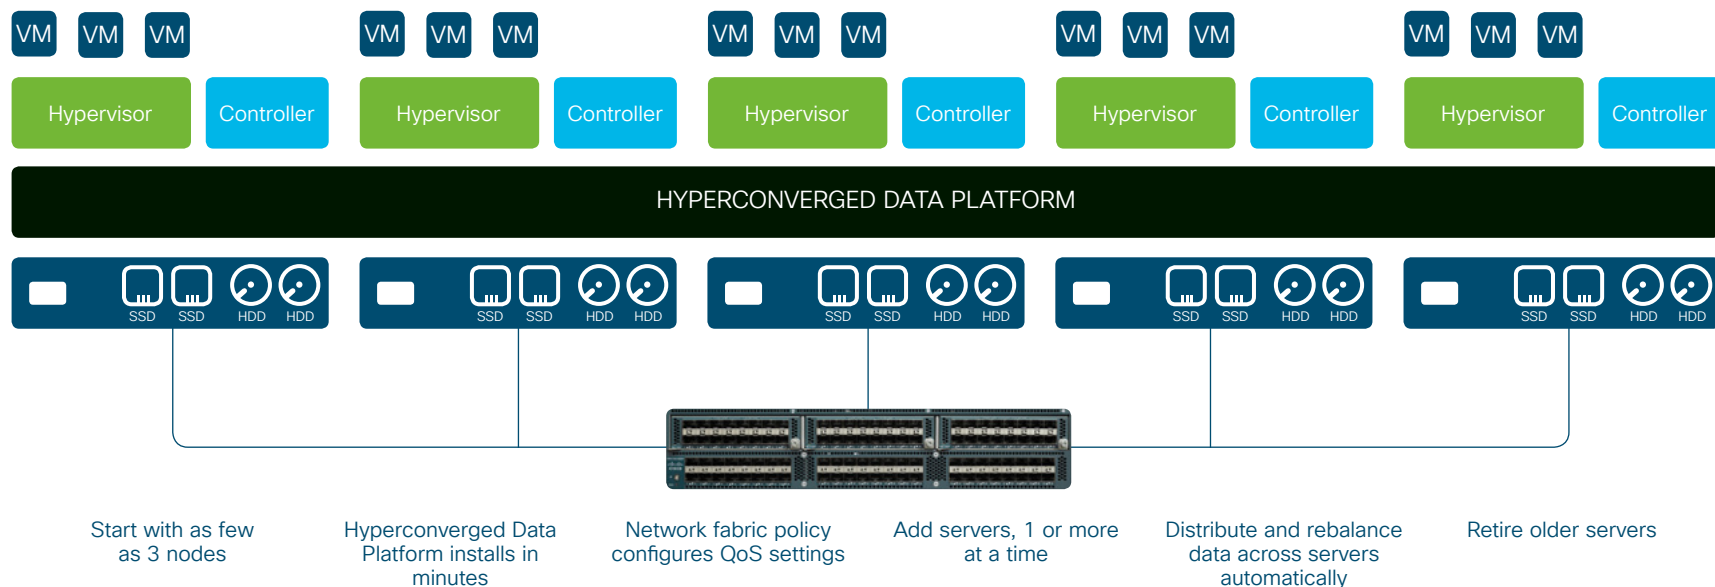 VM VM VM VM VM VM VM VM VM VM VM VM VM VM VM
Hypervisor Controller Hypervisor Controller Hypervisor Controller Hypervisor Controller Hypervisor Controller
HYPERCONVERGED DATA PLATFORM
SSD SSD HDD HDD SSD SSD HDD HDD SSD SSD HDD HDD SSD SSD HDD HDD SSD SSD HDD HDD
Start with as few
as 3 nodes
Hyperconverged Data
Platform installs in
minutes
Network fabric policy
configures QoS settings
Add servers, 1 or more
at a time
Distribute and rebalance
data across servers
automatically
Retire older servers